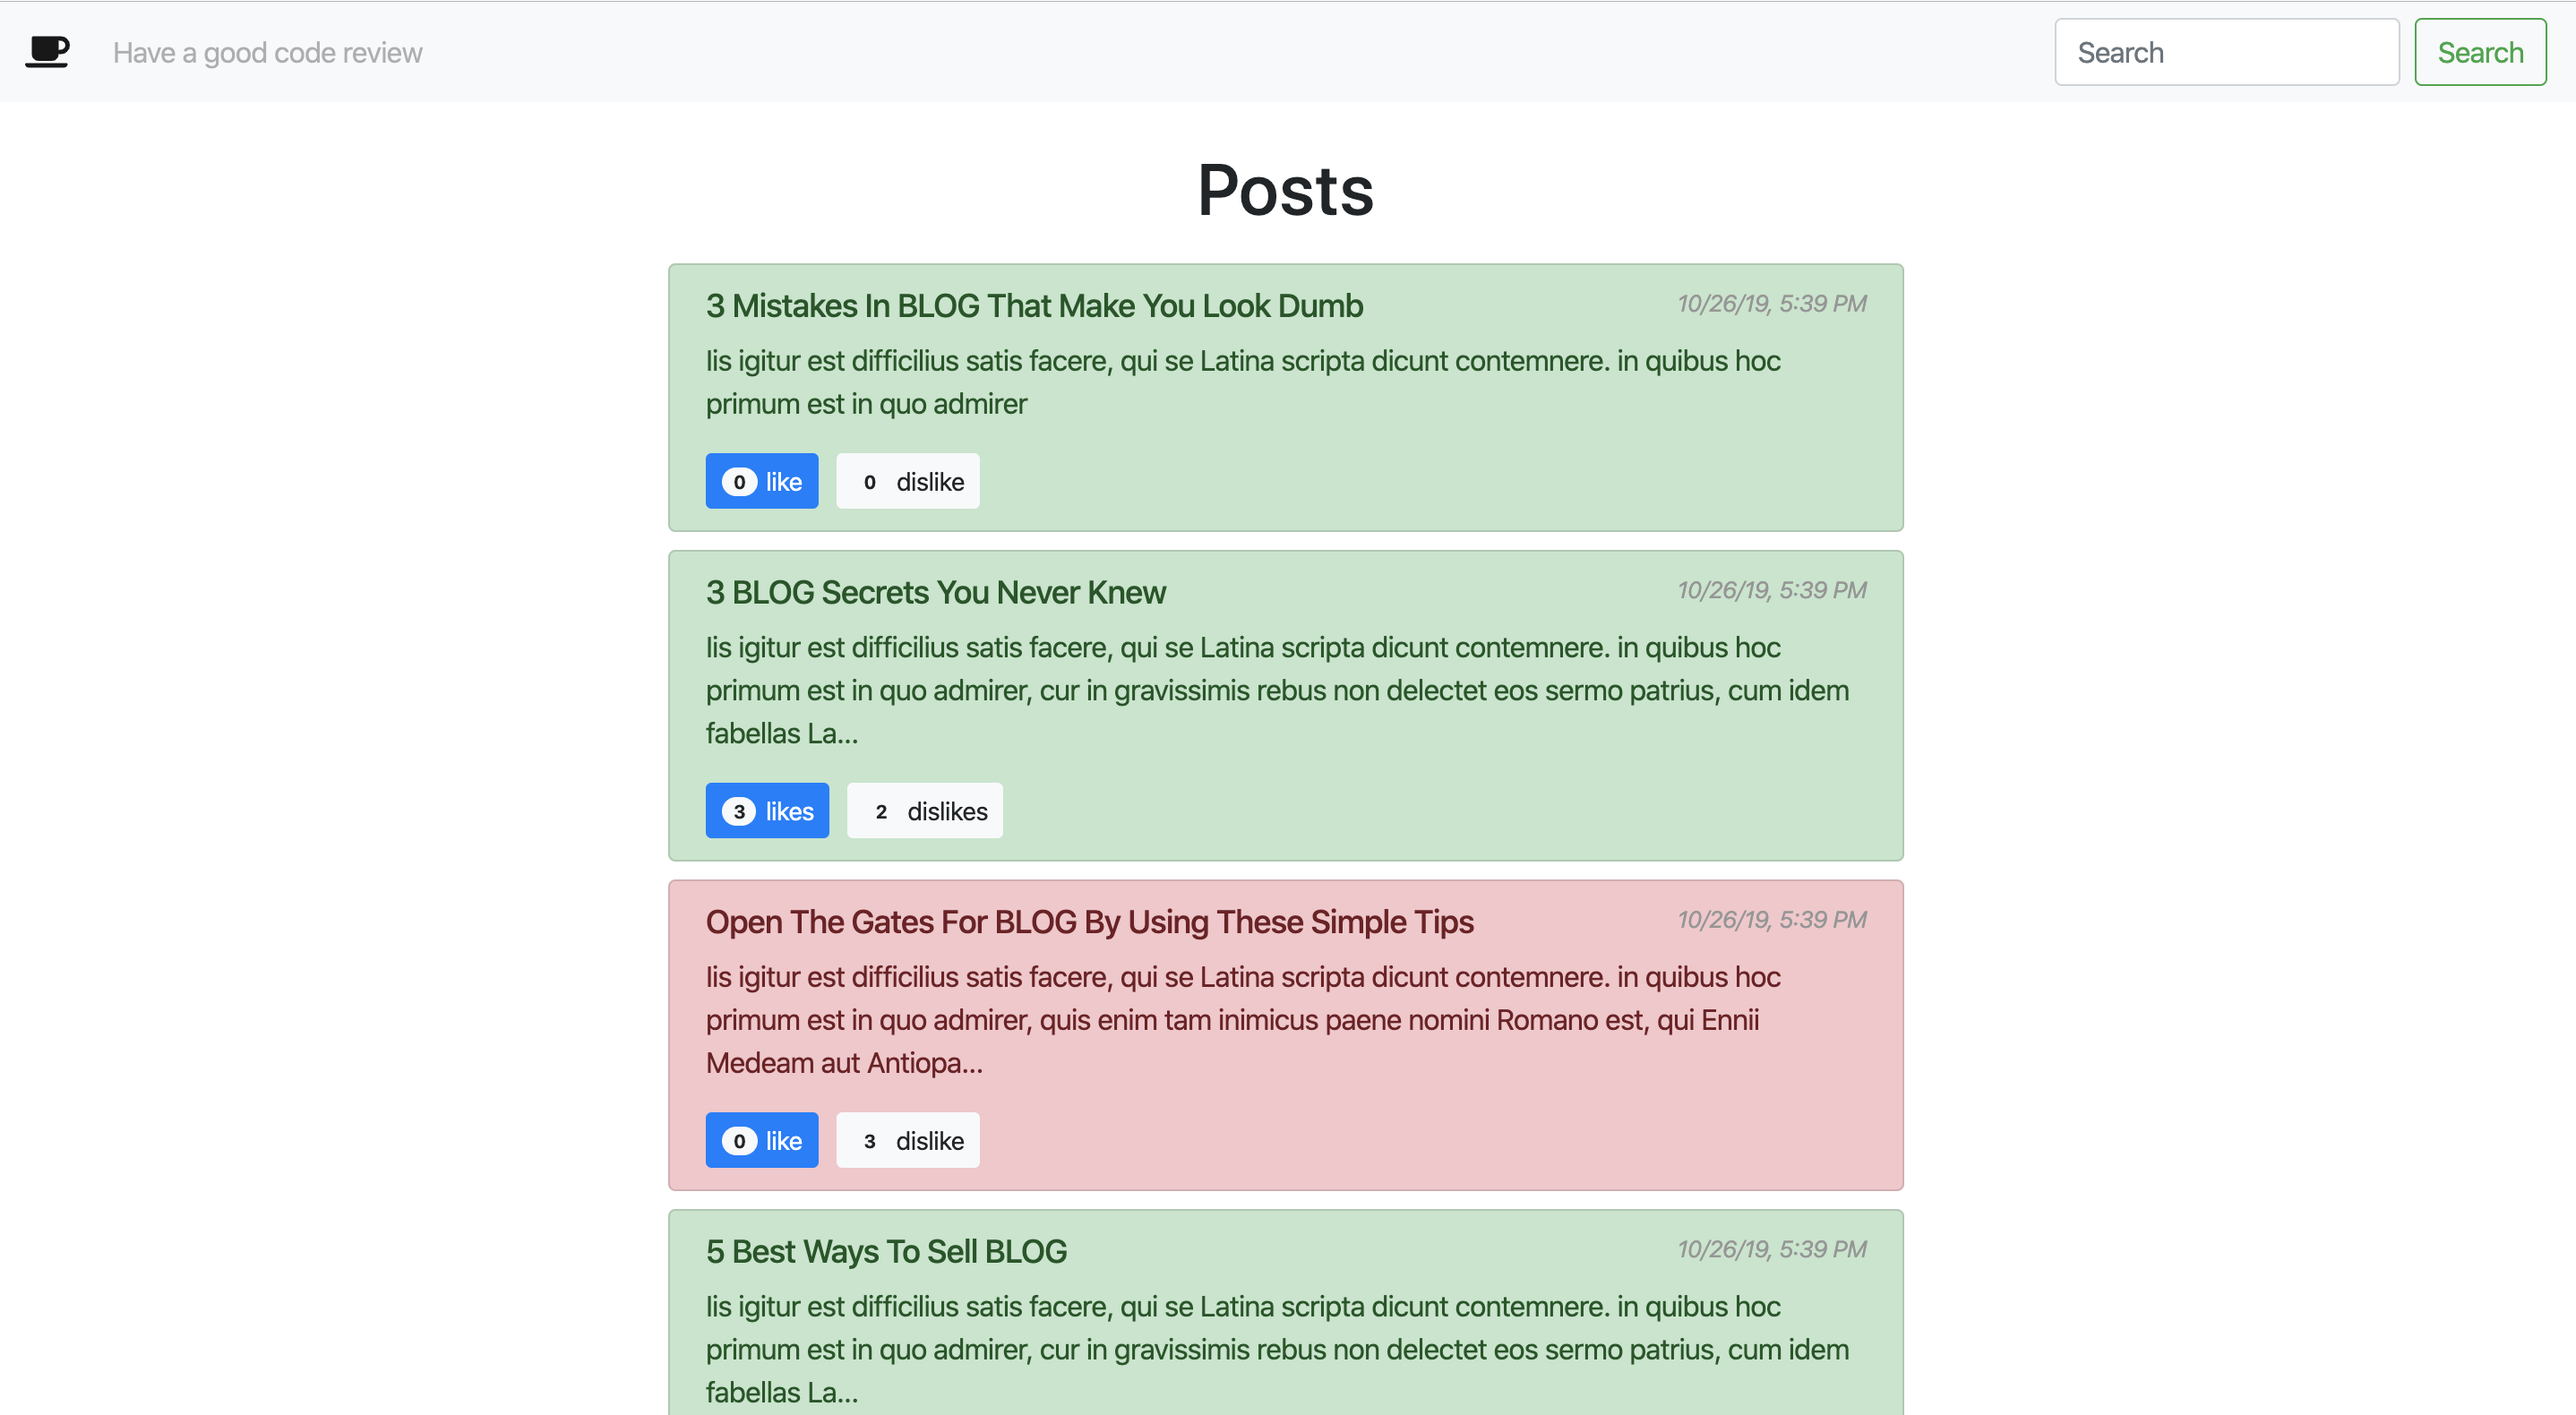 Have a good code review
Search
Search
Posts
3 Mistakes In BLOG That Make You Look Dumb
10/26/19, 5:39 PM
Iis igitur est difficilius satis facere, qui se Latina scripta dicunt contemnere. in quibus hoc
primum est in quo admirer
0 like
0 dislike
3 BLOG Secrets You Never Knew
10/26/19, 5:39 PM
Iis igitur est difficilius satis facere, qui se Latina scripta dicunt contemnere. in quibus hoc
primum est in quo admirer, cur in gravissimis rebus non delectet eos sermo patrius, cum idem
fabellas La...
3 likes
2 dislikes
Open The Gates For BLOG By Using These Simple Tips
10/26/19, 5:39 PM
Iis igitur est difficilius satis facere, qui se Latina scripta dicunt contemnere. in quibus hoc
primum est in quo admirer, quis enim tam inimicus paene nomini Romano est, qui Ennii
Medeam aut Antiopa...
0 like
3 dislike
5 Best Ways To Sell BLOG
10/26/19, 5:39 PM
Iis igitur est difficilius satis facere, qui se Latina scripta dicunt contemnere. in quibus hoc
primum est in quo admirer, cur in gravissimis rebus non delectet eos sermo patrius, cum idem
fabellas La...